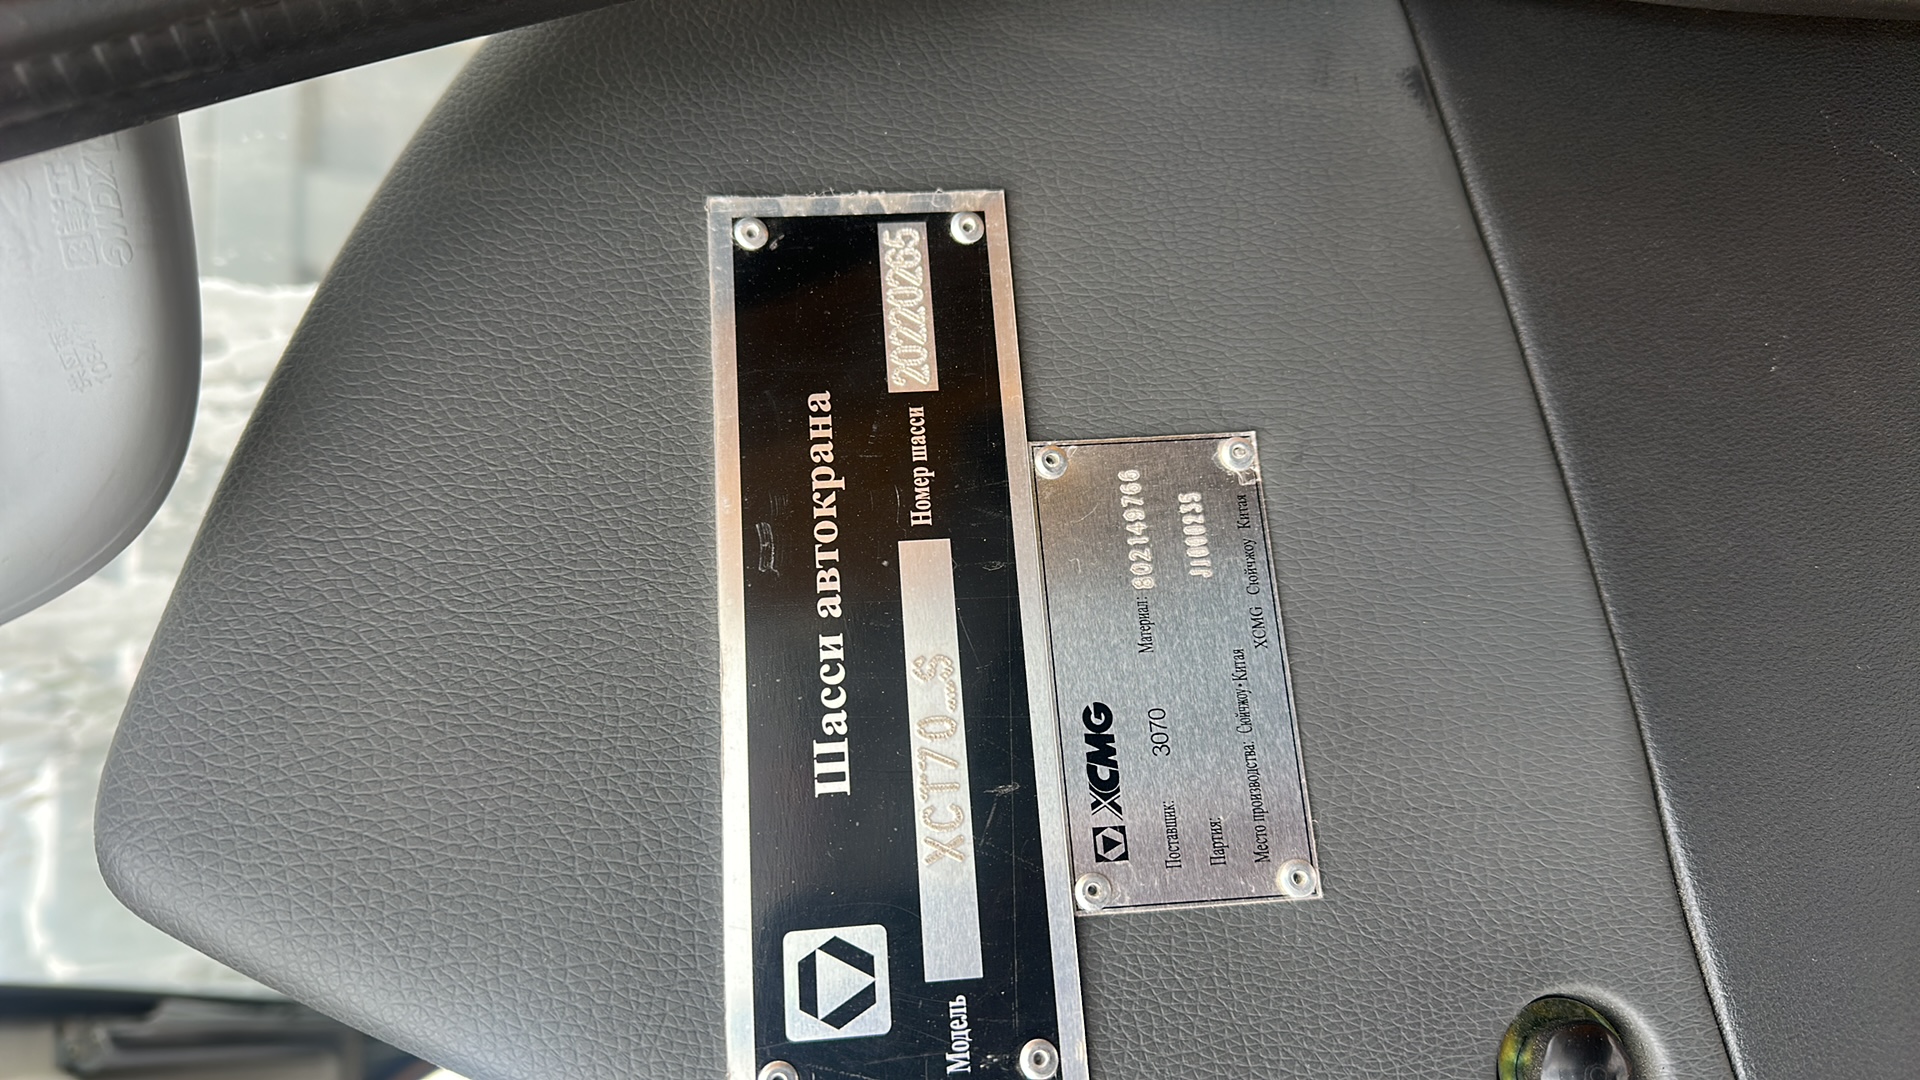 Шасси автокрана
Модель XCT70_S Номер шасси 20220265
XCMG
Поставщик: 3070 Материал: 802149766
Партия: J1000235
Место производства: Сюйчжоу•Китая
XCMG Сюйчжоу Китая